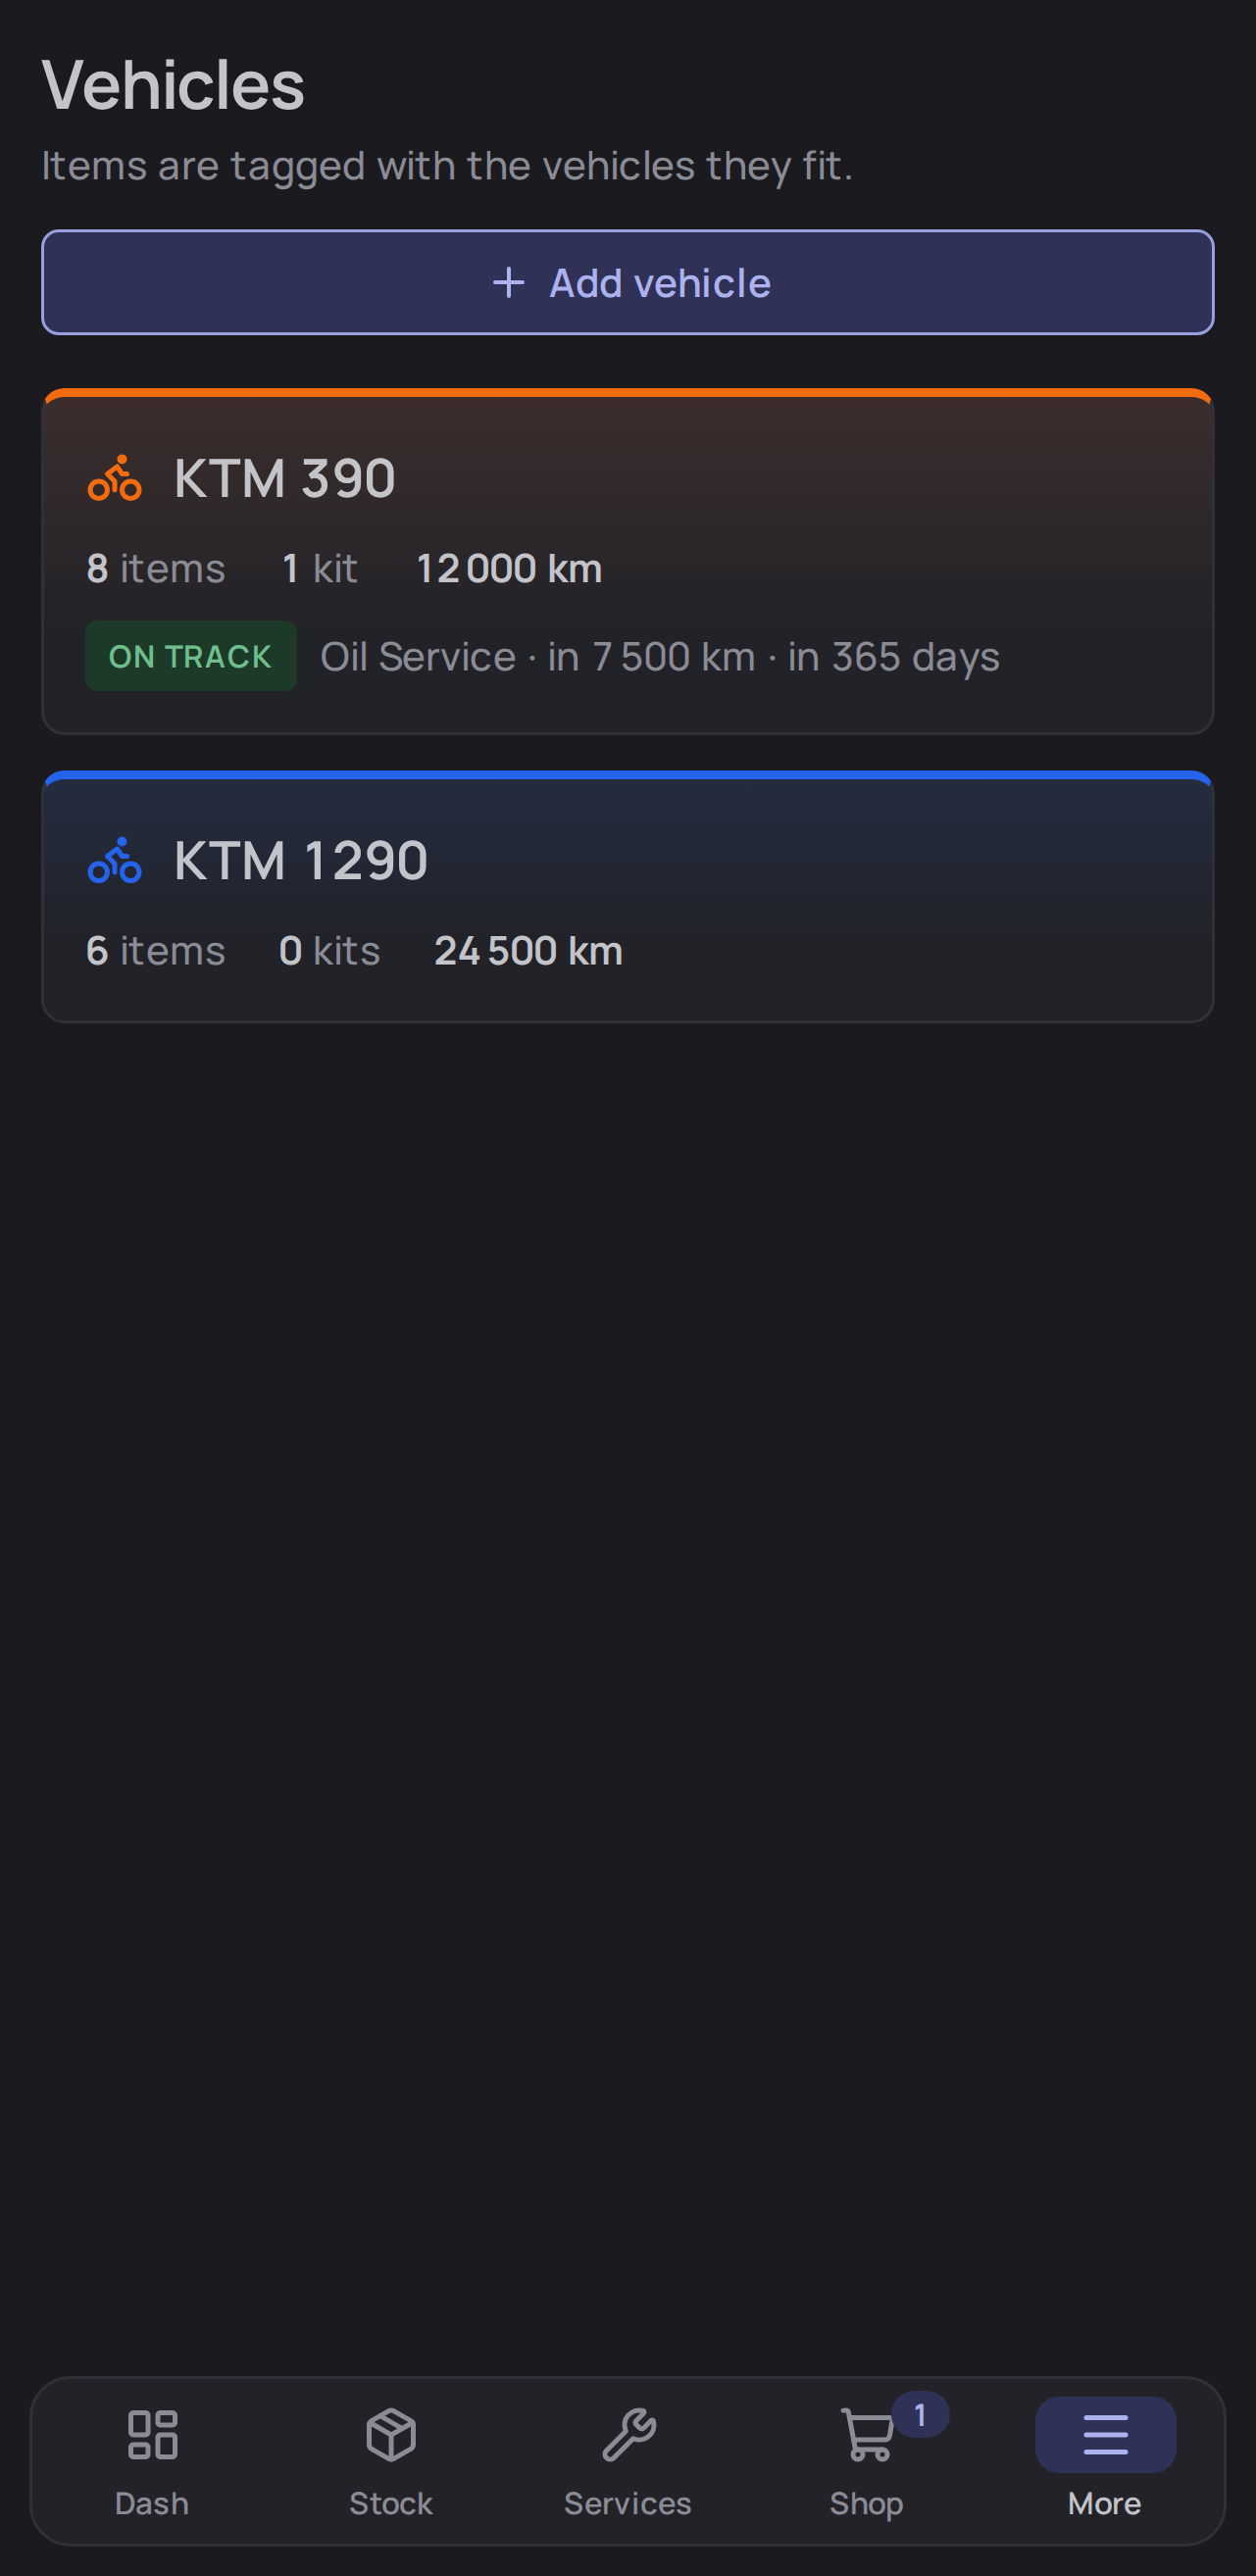 Vehicles
Items are tagged with the vehicles they fit.
+ Add vehicle
KTM 390
8 items 1 kit 12 000 km
ON TRACK Oil Service · in 7 500 km · in 365 days
KTM 1290
6 items 0 kits 24 500 km
1
Dash Stock Services Shop More